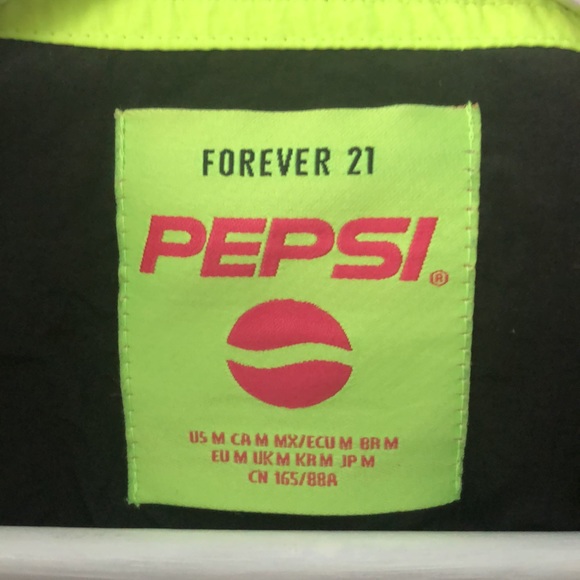 FOREVER 21
PEPSI®
US M CA M MX/ECU M BR M
EU M UK M KR M JP M
CN 165/88A